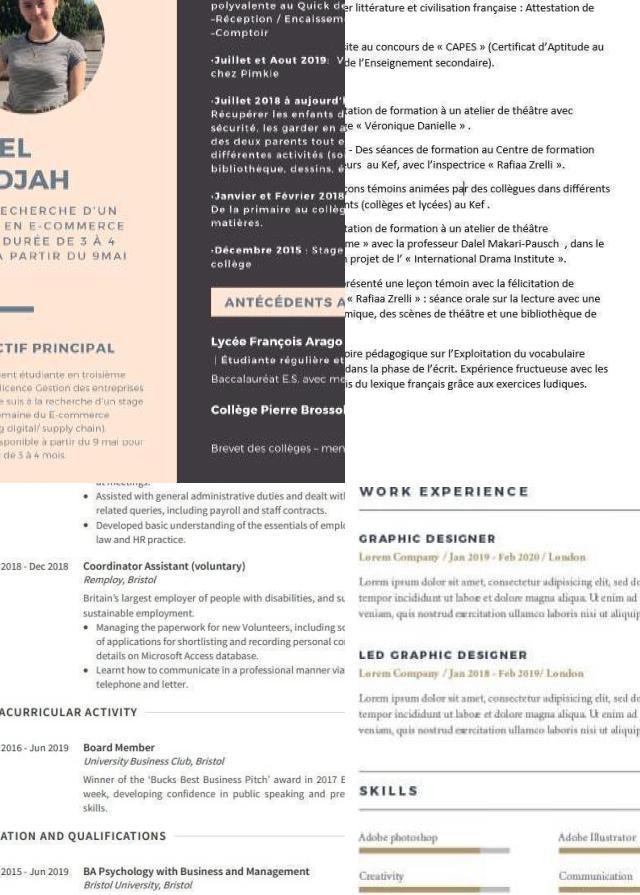 EL
DJAH
ECHERCHE D'UN
EN E-COMMERCE
DURÉE DE 3 À 4
À PARTIR DU 9MAI
CTIF PRINCIPAL
ent étudiante en troisième
licence Gestion des entreprises
e suis à la recherche d'un stage
omaine du E-commerce
g digital/ supply chain).
sponible à partir du 9 mai pour
de 3 à 4 mois.
polyvalente au Quick de
-Réception / Encaissem
-Comptoir
·Juillet et Aout 2019: V
chez Pimkie
·Juillet 2018 à aujourd'
Récupérer les enfants d
sécurité, les garder en a
des deux parents tout e
différentes activités (so
bibliothèque, dessins, é
·Janvier et Février 2018
De la primaire au collèg
matières.
·Décembre 2015 : Stage
collège
ANTÉCÉDENTS A
Lycée François Arago
| Étudiante régulière et
Baccalauréat E.S. avec me
Collège Pierre Brossol
Brevet des collèges – men
er littérature et civilisation française : Attestation de
site au concours de « CAPES » (Certificat d'Aptitude au
de l'Enseignement secondaire).
tation de formation à un atelier de théâtre avec
e « Véronique Danielle » .
- Des séances de formation au Centre de formation
eurs au Kef, avec l'inspectrice « Rafiaa Zrelli ».
çons témoins animées par des collègues dans différents
nts (collèges et lycées) au Kef .
tation de formation à un atelier de théâtre
me » avec la professeur Dalel Makari-Pausch , dans le
n projet de l' « International Drama Institute ».
résenté une leçon témoin avec la félicitation de
« Rafiaa Zrelli » : séance orale sur la lecture avec une
mique, des scènes de théâtre et une bibliothèque de
oire pédagogique sur l'Exploitation du vocabulaire
dans la phase de l'écrit. Expérience fructueuse avec les
is du lexique français grâce aux exercices ludiques.
at meetings.
• Assisted with general administrative duties and dealt wit
related queries, including payroll and staff contracts.
• Developed basic understanding of the essentials of emplo
law and HR practice.
2018 - Dec 2018 Coordinator Assistant (voluntary)
Remploy, Bristol
Britain's largest employer of people with disabilities, and su
sustainable employment.
• Managing the paperwork for new Volunteers, including sc
of applications for shortlisting and recording personal co
details on Microsoft Access database.
• Learnt how to communicate in a professional manner via
telephone and letter.
ACURRICULAR ACTIVITY
2016 - Jun 2019 Board Member
University Business Club, Bristol
Winner of the 'Bucks Best Business Pitch' award in 2017 E
week, developing confidence in public speaking and pre
skills.
ATION AND QUALIFICATIONS
2015 - Jun 2019 BA Psychology with Business and Management
Bristol University, Bristol
WORK EXPERIENCE
GRAPHIC DESIGNER
Lorem Company / Jan 2019 - Feb 2020 / London
Lorem iprsum dolor sit amet, consectetur adipisicing elit, sed do
tempor incididunt ut labore et dolore magna aliqua. Ut enim ad
veniam, quis nostrud exercitation ullamco laboris nisi ut aliquip
LED GRAPHIC DESIGNER
Lorem Company / Jan 2018 - Feb 2019/ London
Lorem iprsum dolor sit amet, consectetur adipisicing elit, sed do
tempor incididunt ut labore et dolore magna aliqua. Ut enim ad
veniam, quis nostrud exercitation ullamco laboris nisi ut aliquip
SKILLS
Adobe photoshop Adobe Illustrator
Creativity Communication